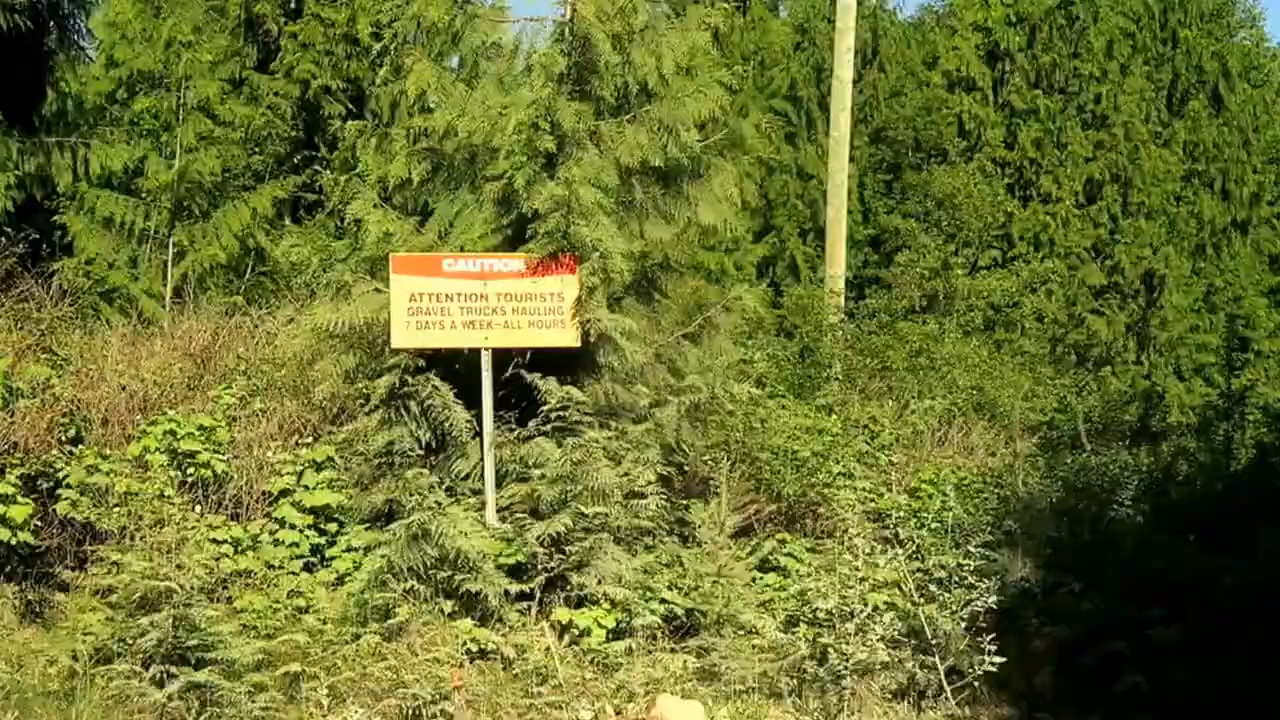 CAUTION
ATTENTION TOURISTS
GRAVEL TRUCKS HAULING
7 DAYS A WEEK-ALL HOURS